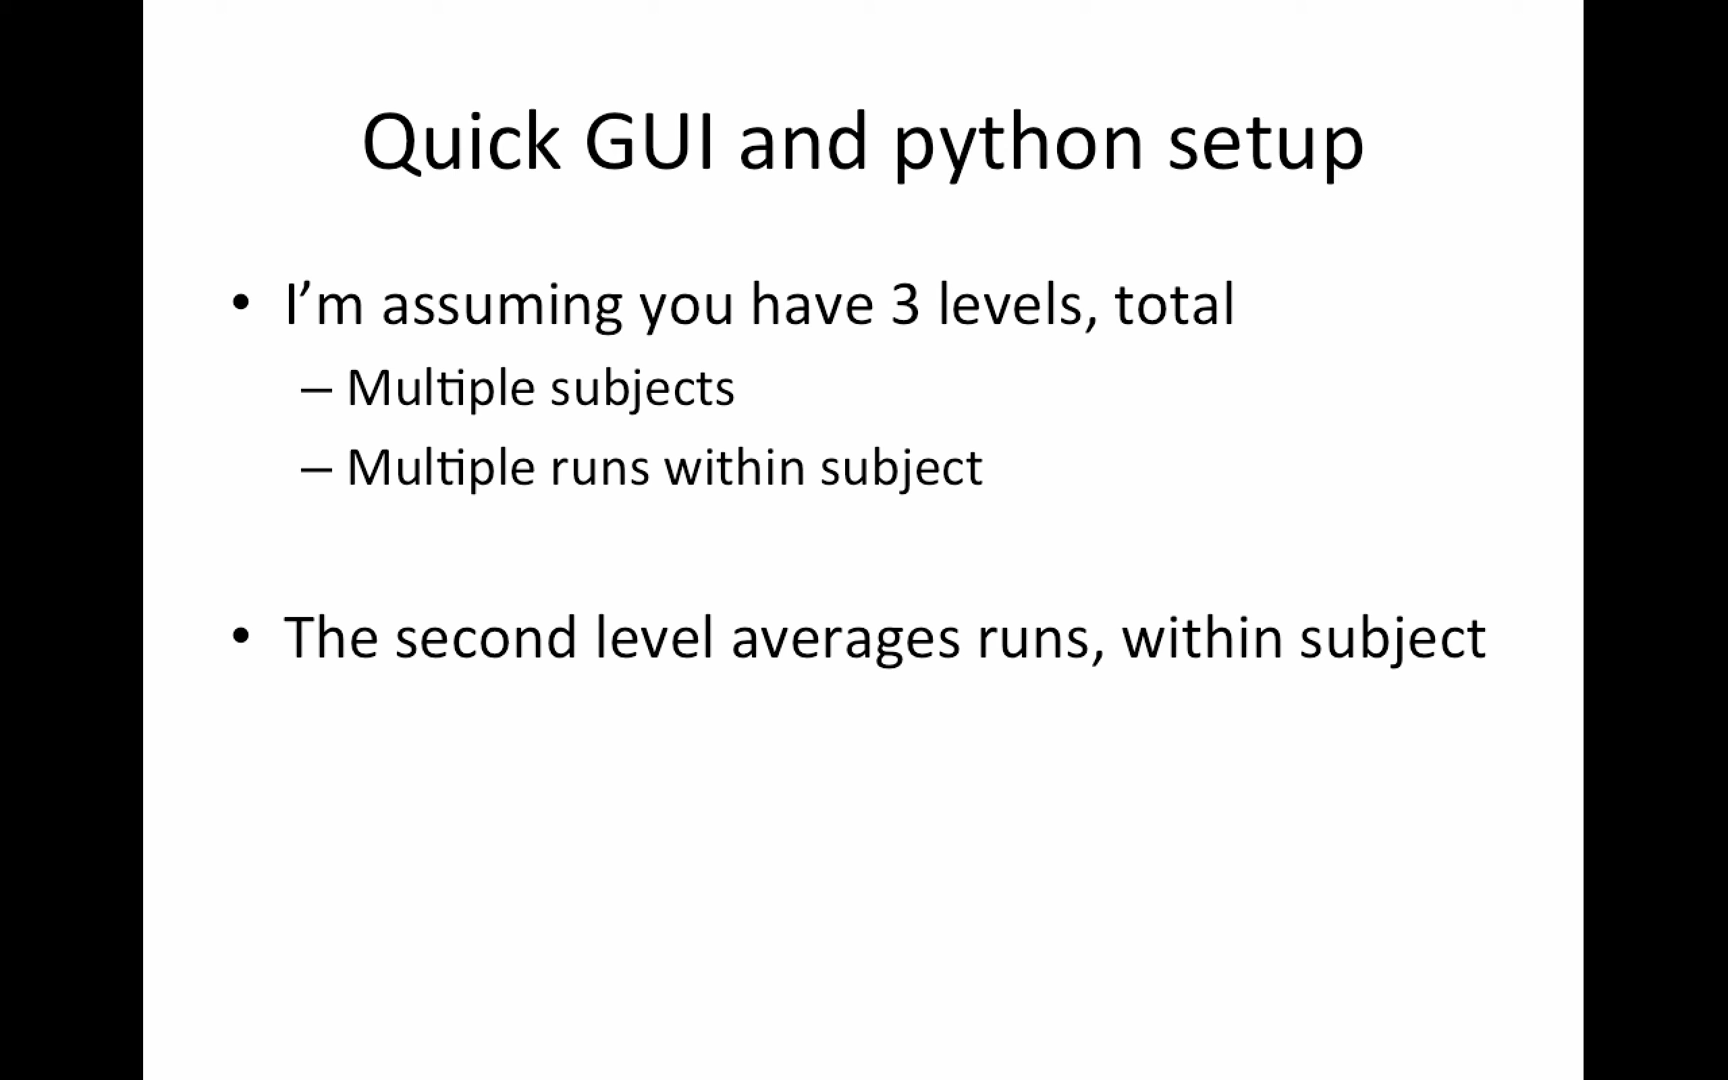 Quick GUI and python setup
• I’m assuming you have 3 levels, total
– Multiple subjects
– Multiple runs within subject
• The second level averages runs, within subject